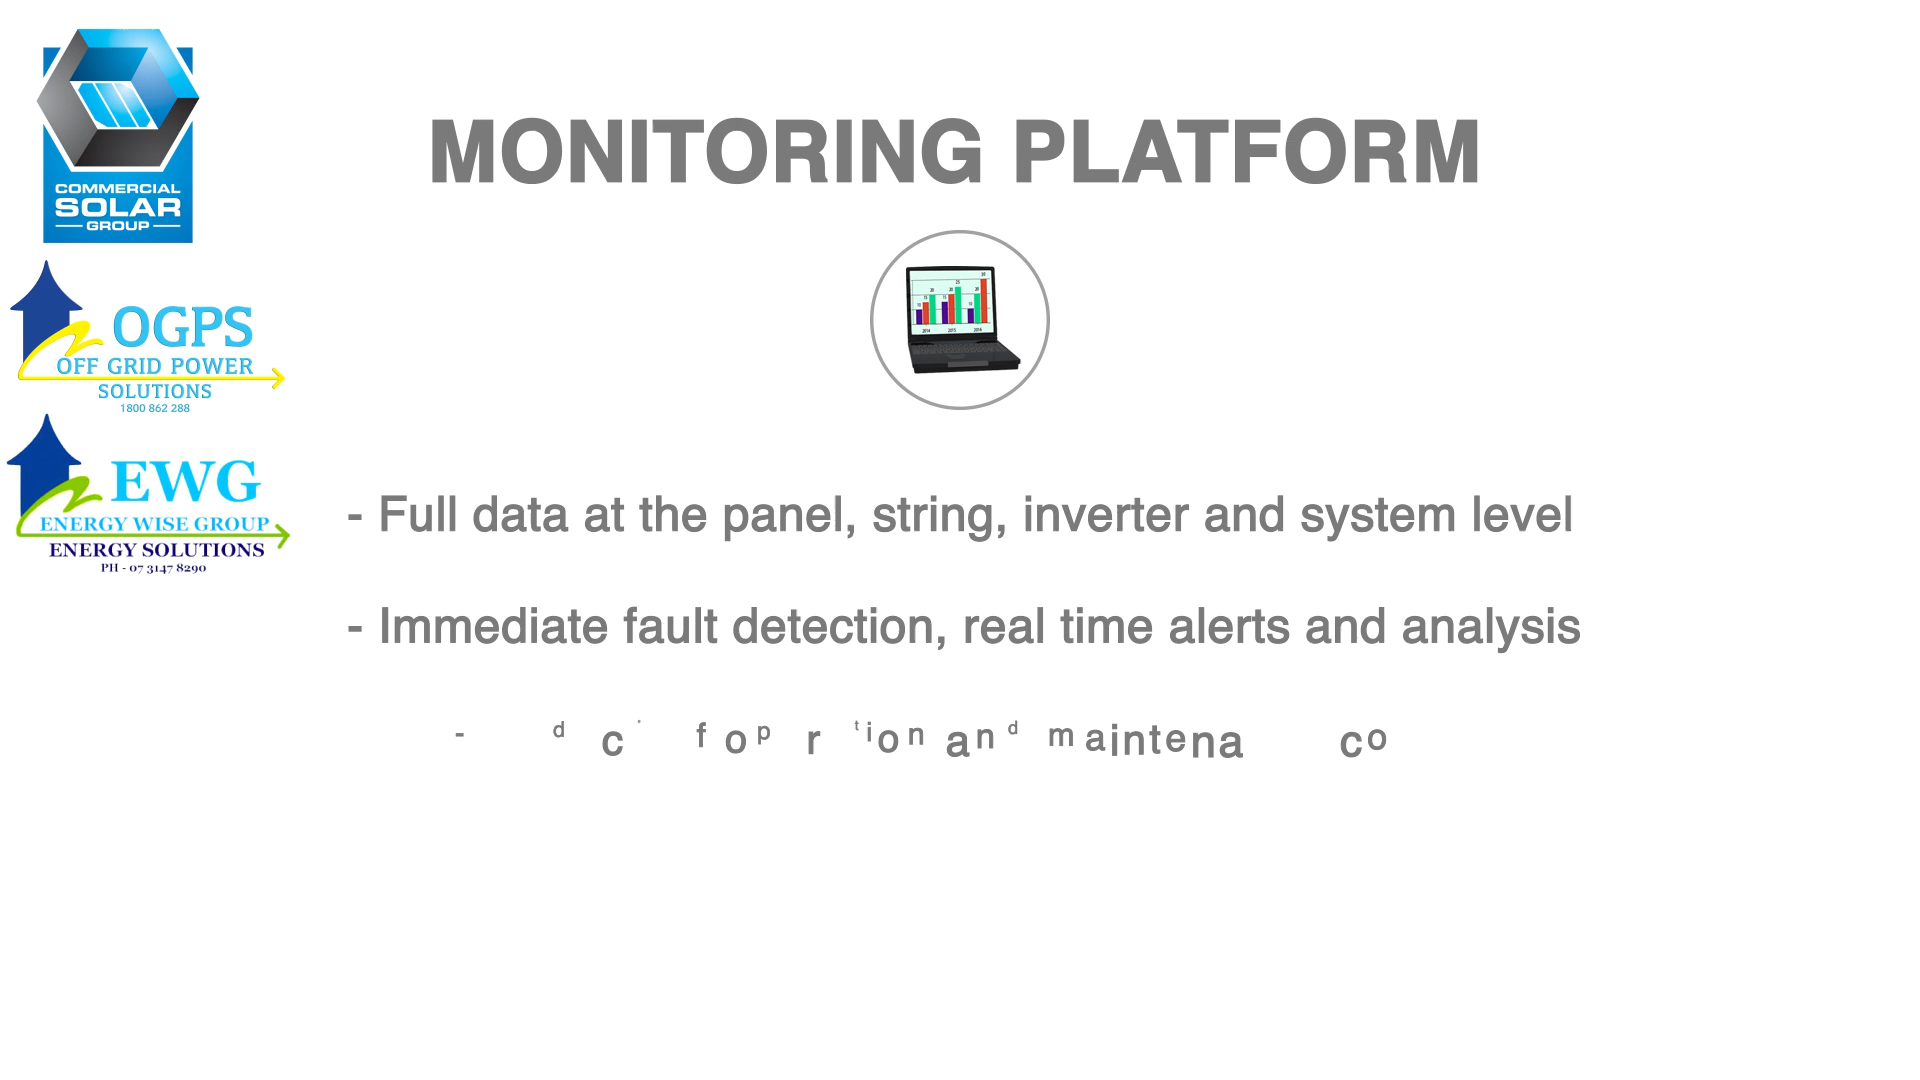 COMMERCIAL
SOLAR
GROUP
OGPS
OFF GRID POWER
SOLUTIONS
1800 862 288
EWG
ENERGY WISE GROUP
ENERGY SOLUTIONS
PH - 07 3147 8290
MONITORING PLATFORM
- Full data at the panel, string, inverter and system level
- Immediate fault detection, real time alerts and analysis
- and